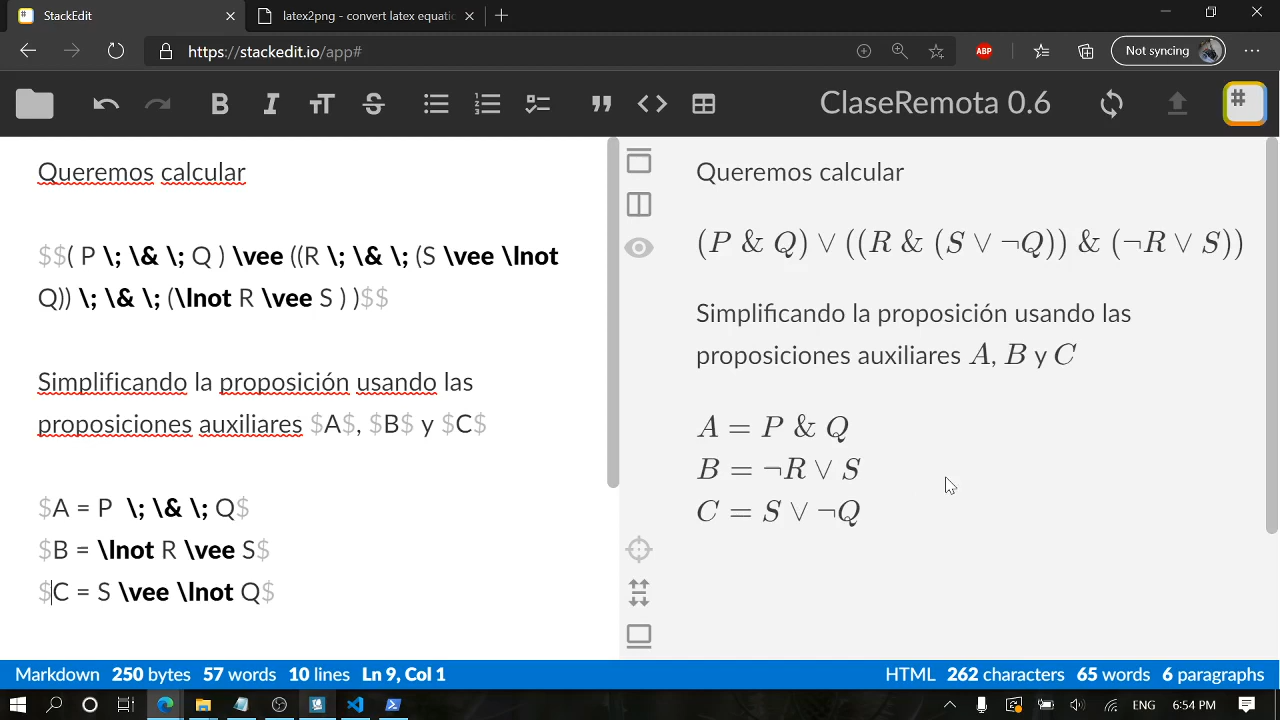 StackEdit
latex2png - convert latex equatic
https://stackedit.io/app#
ABP
Not syncing
ClaseRemota 0.6
Queremos calcular
$$( P \; \& \; Q ) \vee ((R \; \& \; (S \vee \lnot
Q)) \; \& \; (\lnot R \vee S ) )$$
Simplificando la proposición usando las
proposiciones auxiliares $A$, $B$ y $C$
$A = P \; \& \; Q$
$B = \lnot R \vee S$
$C = S \vee \lnot Q$
Queremos calcular
(P & Q) ∨ ((R & (S ∨ ¬Q)) & (¬R ∨ S))
Simplificando la proposición usando las
proposiciones auxiliares A, B y C
A = P & Q
B = ¬R ∨ S
C = S ∨ ¬Q
Markdown 250 bytes 57 words 10 lines Ln 9, Col 1
HTML 262 characters 65 words 6 paragraphs
ENG 6:54 PM